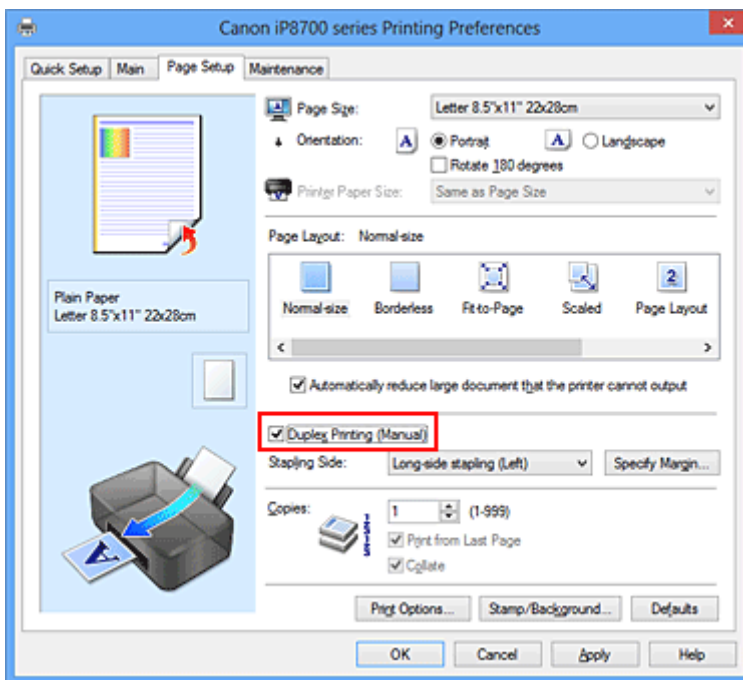 Canon iP8700 series Printing Preferences
Quick Setup Main Page Setup Maintenance
Page Size: Letter 8.5"x11" 22x28cm
Orientation: A Portrait A Landscape
Rotate 180 degrees
Printer Paper Size: Same as Page Size
Page Layout: Normal-size
2
Normal-size Borderless Fit-to-Page Scaled Page Layout
Automatically reduce large document that the printer cannot output
Plain Paper
Letter 8.5"x11" 22x28cm
Duplex Printing (Manual)
Stapling Side: Long-side stapling (Left) Specify Margin...
Copies: 1 (1-999)
Print from Last Page
Collate
A
Print Options... Stamp/Background... Defaults
OK Cancel Apply Help